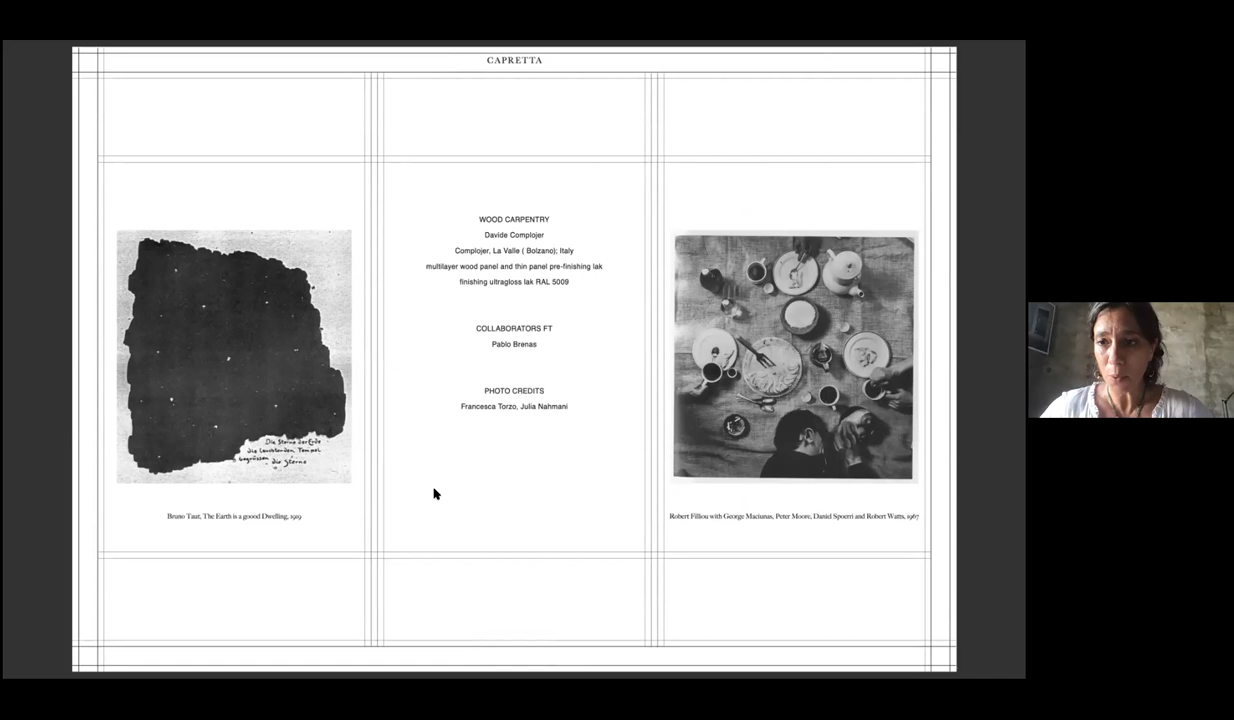 CAPRETTA
Die Sterne der Erde
die leuchtenden Tempel
begrüssen die Sterne
Bruno Taut, The Earth is a goood Dwelling, 1919
WOOD CARPENTRY
Davide Complojer
Complojer, La Valle ( Bolzano); Italy
multilayer wood panel and thin panel pre-finishing lak
finishing ultragloss lak RAL 5009
COLLABORATORS FT
Pablo Brenas
PHOTO CREDITS
Francesca Torzo, Julia Nahmani
Robert Filliou with George Maciunas, Peter Moore, Daniel Spoerri and Robert Watts, 1967